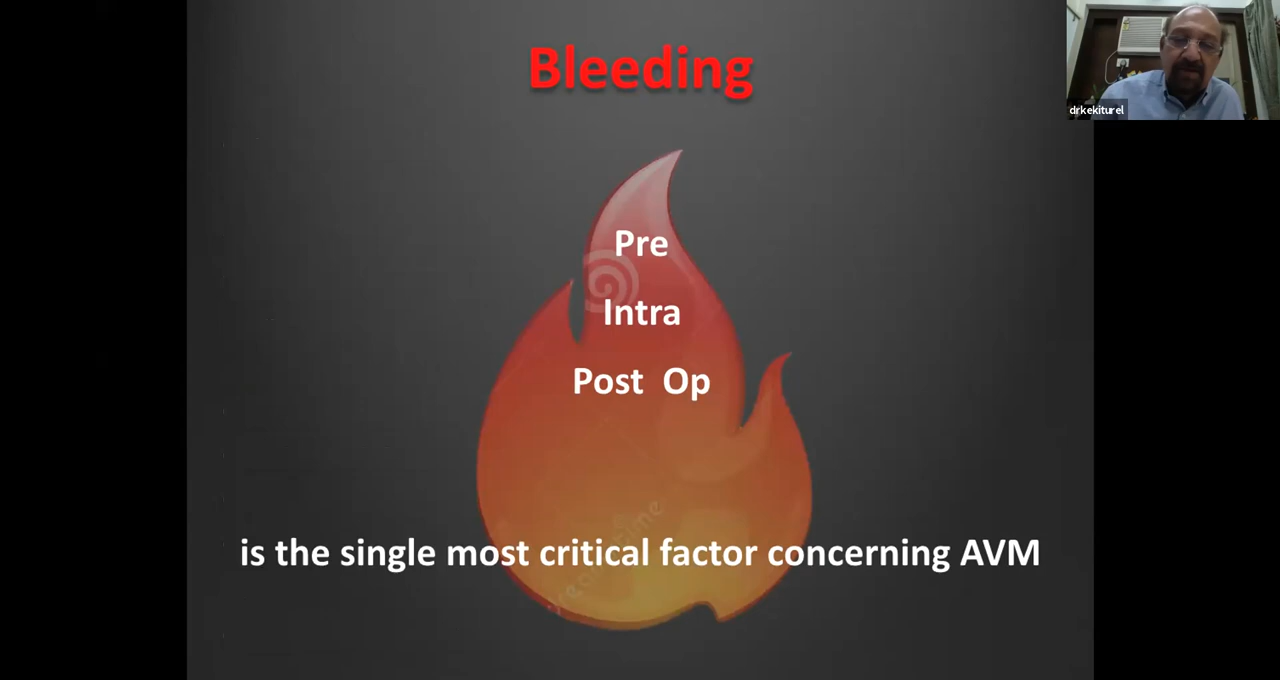 Bleeding
drkekiturel
Pre
Intra
Post Op
is the single most critical factor concerning AVM